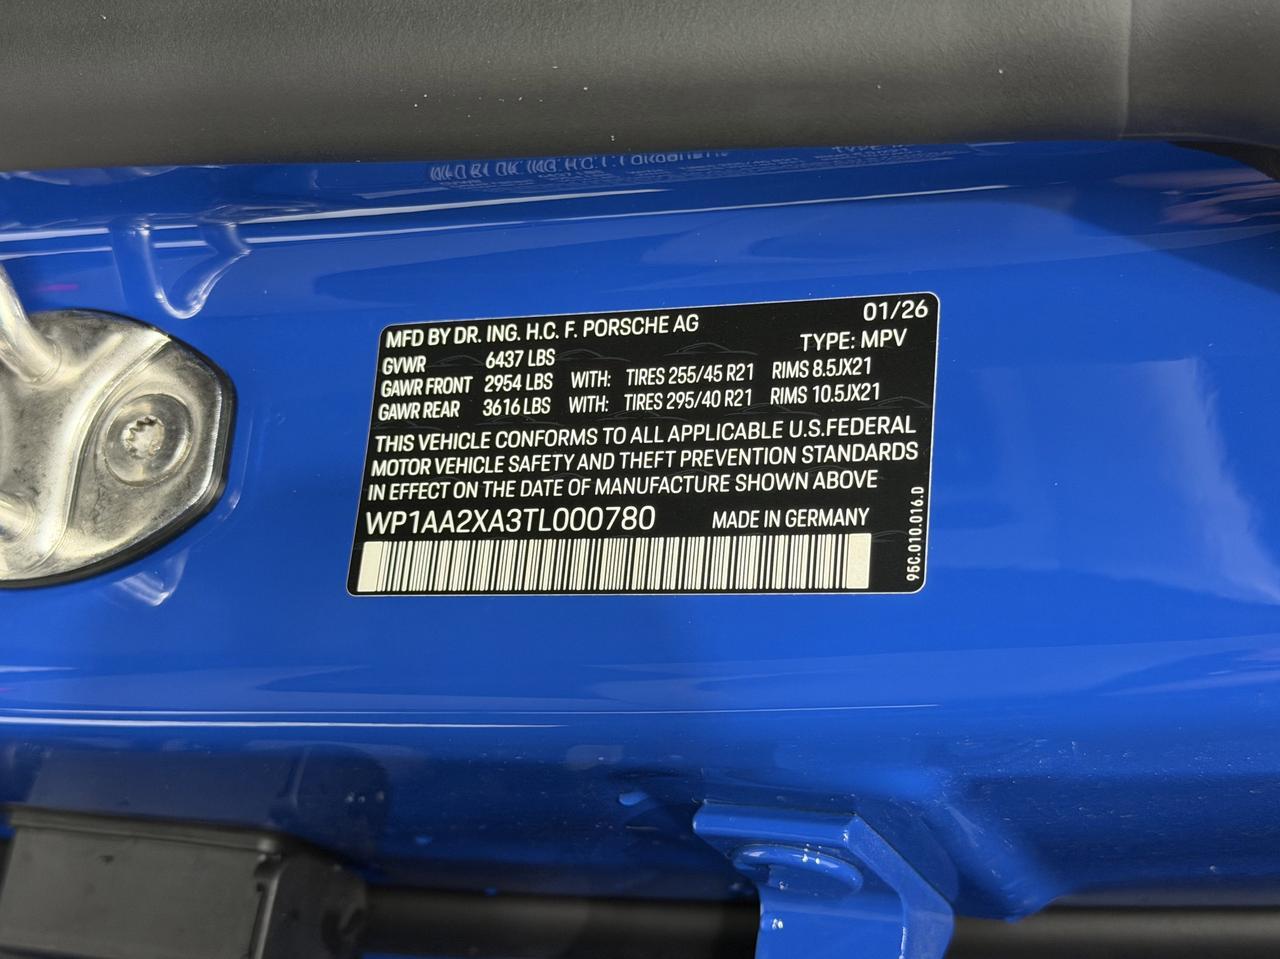 MFD BY DR. ING. H.C. F. PORSCHE AG 01/26
GVWR 6437 LBS TYPE: MPV
GAWR FRONT 2954 LBS WITH: TIRES 255/45 R21 RIMS 8.5JX21
GAWR REAR 3616 LBS WITH: TIRES 295/40 R21 RIMS 10.5JX21
THIS VEHICLE CONFORMS TO ALL APPLICABLE U.S.FEDERAL
MOTOR VEHICLE SAFETY AND THEFT PREVENTION STANDARDS
IN EFFECT ON THE DATE OF MANUFACTURE SHOWN ABOVE
WP1AA2XA3TL000780 MADE IN GERMANY
95C.010.016.D